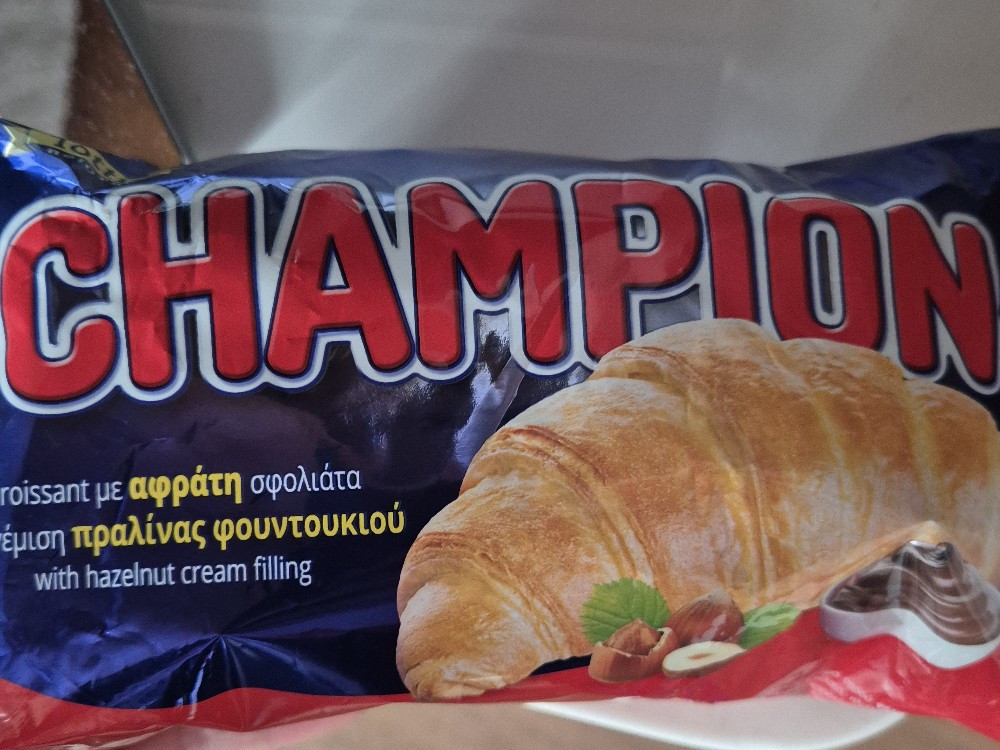 CHAMPION
roissant με αφράτη σφολιάτα
έμιση πραλίνας φουντουκιού
with hazelnut cream filling